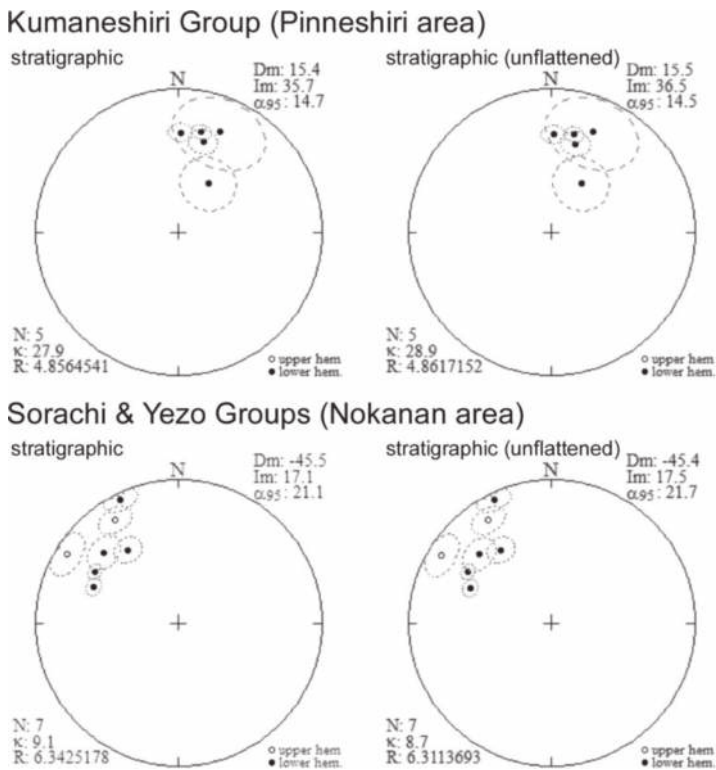 Kumaneshiri Group (Pinneshiri area)
stratigraphic
N
Dm: 15.4
Im: 35.7
α95: 14.7
N: 5
κ: 27.9
R: 4.8564541
upper hem
lower hem.
stratigraphic (unflattened)
N
Dm: 15.5
Im: 36.5
α95: 14.5
N: 5
κ: 28.9
R: 4.8617152
upper hem
lower hem.
Sorachi & Yezo Groups (Nokanan area)
stratigraphic
N
Dm: -45.5
Im: 17.1
α95: 21.1
N: 7
κ: 9.1
R: 6.3425178
upper hem
lower hem.
stratigraphic (unflattened)
N
Dm: -45.4
Im: 17.5
α95: 21.7
N: 7
κ: 8.7
R: 6.3113693
upper hem
lower hem.